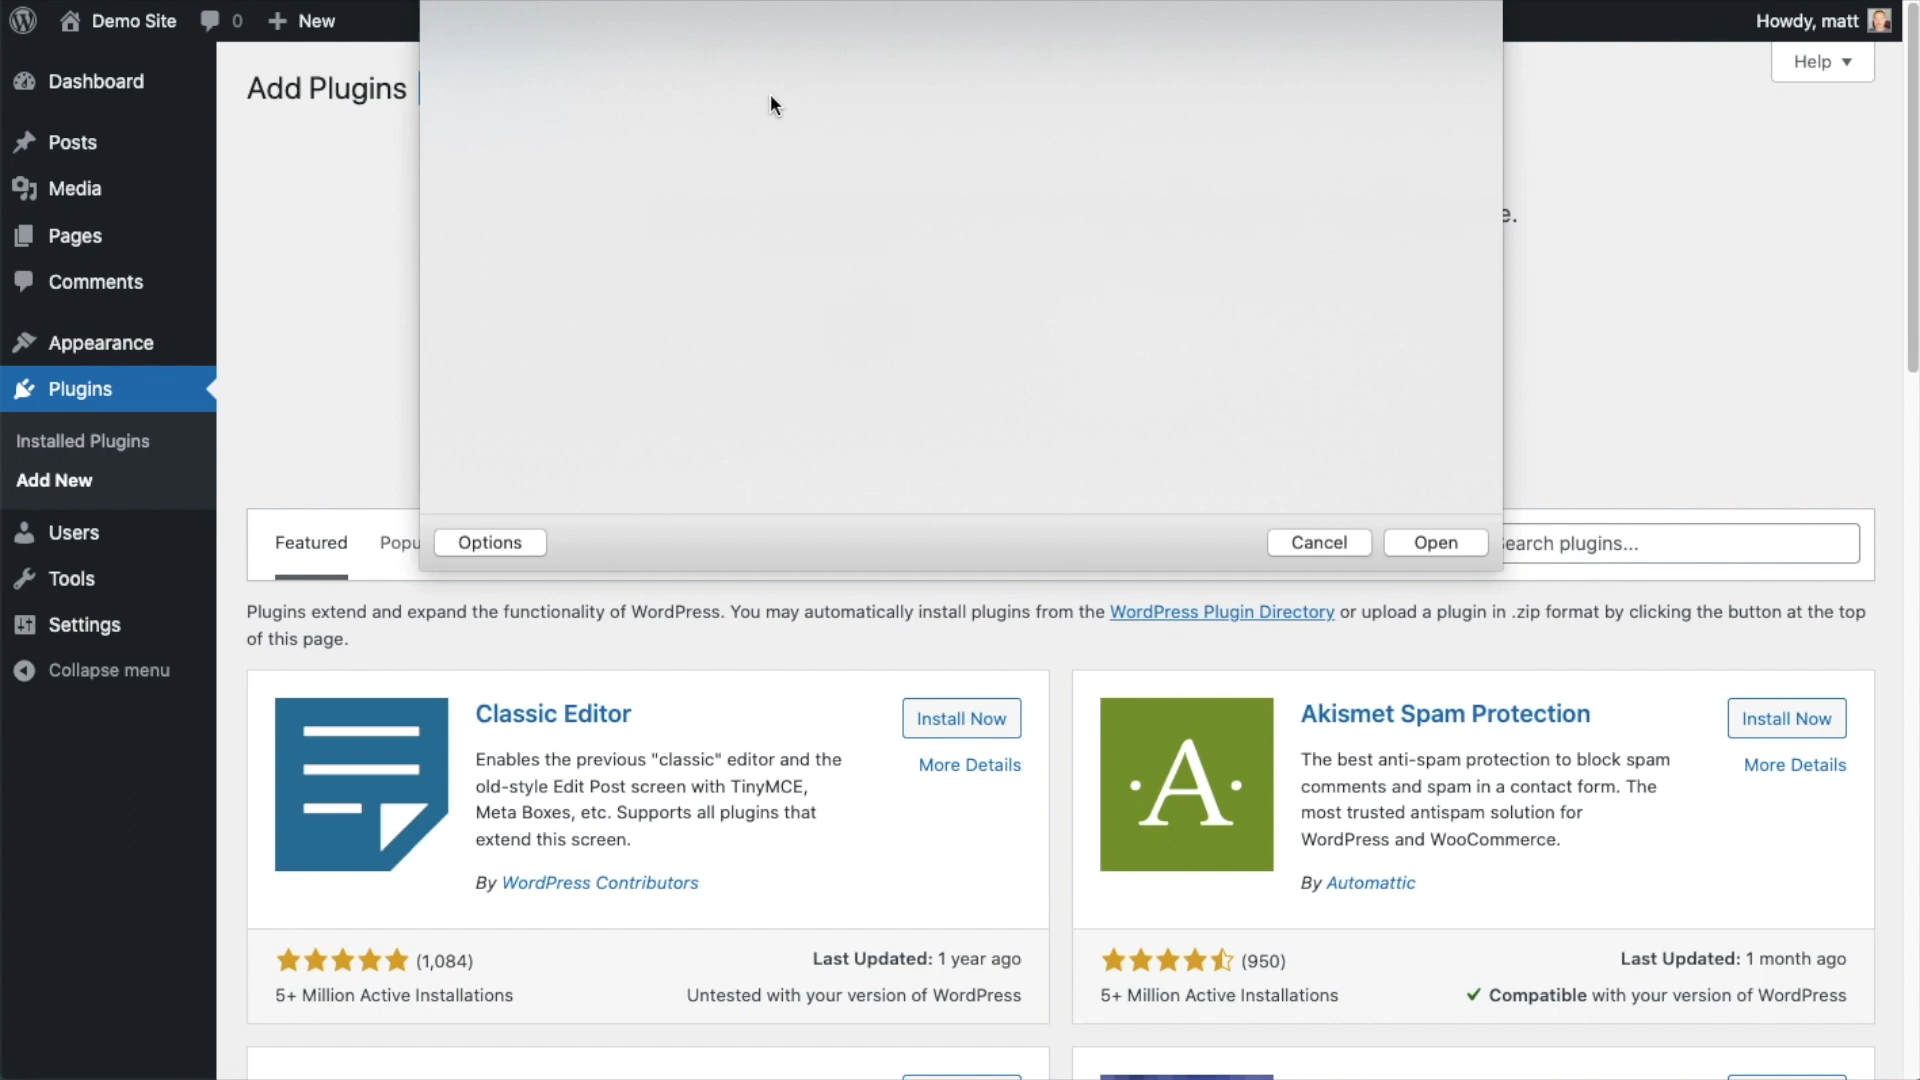 Demo Site
0
New
Howdy, matt
Help
Dashboard
Posts
Media
Pages
Comments
Appearance
Plugins
Installed Plugins
Add New
Users
Tools
Settings
Collapse menu
Add Plugins
e.
Featured
Popu
Options
Cancel
Open
earch plugins...
Plugins extend and expand the functionality of WordPress. You may automatically install plugins from the WordPress Plugin Directory or upload a plugin in .zip format by clicking the button at the top
of this page.
Classic Editor
Install Now
More Details
Enables the previous "classic" editor and the
old-style Edit Post screen with TinyMCE,
Meta Boxes, etc. Supports all plugins that
extend this screen.
By WordPress Contributors
(1,084)
Last Updated: 1 year ago
5+ Million Active Installations
Untested with your version of WordPress
Akismet Spam Protection
Install Now
More Details
The best anti-spam protection to block spam
comments and spam in a contact form. The
most trusted antispam solution for
WordPress and WooCommerce.
By Automattic
(950)
Last Updated: 1 month ago
5+ Million Active Installations
Compatible with your version of WordPress